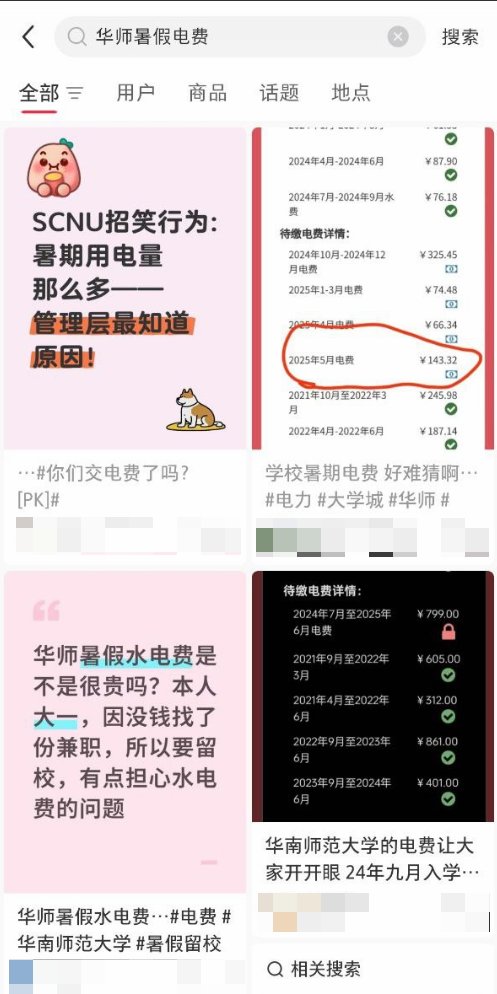 华师暑假电费
搜索
全部
用户
商品
话题
地点
SCNU招笑行为:
暑期用电量
那么多——
管理层最知道
原因!
…#你们交电费了吗?
[PK]#
2024年4月-2024年6月
¥87.90
2024年7月-2024年9月水
费
¥76.18
待缴电费详情:
2024年10月-2024年12
月电费
¥325.45
2025年1-3月电费
¥74.48
2025年4月电费
¥66.34
2025年5月电费
¥143.32
2021年10月至2022年3
月
¥245.98
2022年4月-2022年6月
¥187.14
学校暑期电费 好难猜啊…
#电力 #大学城 #华师 #
华师暑假水电费是
不是很贵吗?本人
大一,因没钱找了
份兼职,所以要留
校,有点担心水电
费的问题
华师暑假水电费…#电费 #
华南师范大学 #暑假留校
待缴电费详情:
2024年7月至2025年
6月电费
¥799.00
2021年9月至2022年
3月
¥605.00
2021年4月至2022年
6月
¥312.00
2022年9月至2023年
6月
¥861.00
2023年9月至2024年
6月
¥401.00
华南师范大学的电费让大
家开开眼 24年九月入学…
相关搜索